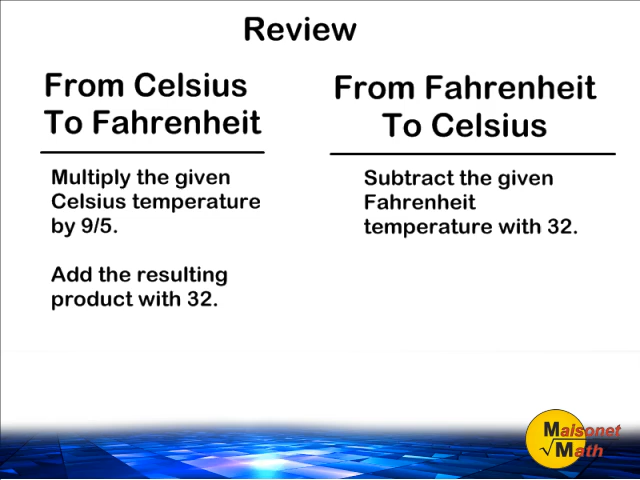 Review
From Celsius
To Fahrenheit
Multiply the given
Celsius temperature
by 9/5.
Add the resulting
product with 32.
From Fahrenheit
To Celsius
Subtract the given
Fahrenheit
temperature with 32.
Maisonet
√Math